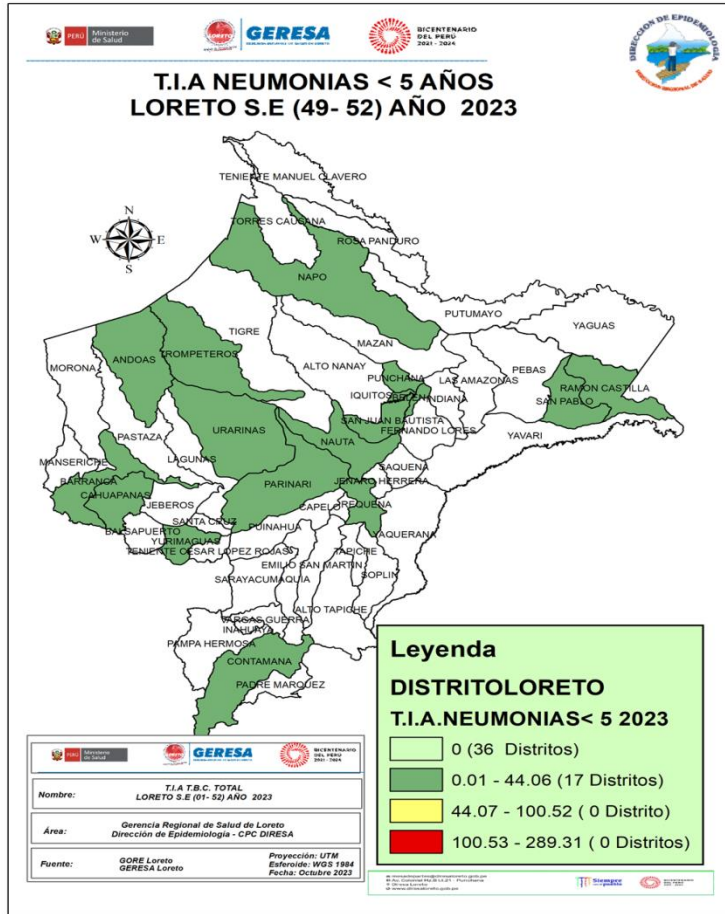 PERÚ Ministerio de Salud
LORETO
GERESA
BICENTENARIO DEL PERÚ 2021 - 2024
DIRECCION DE EPIDEMIOLOGÍA
T.I.A NEUMONIAS < 5 AÑOS
LORETO S.E (49- 52) AÑO 2023
N
W E
S
TENIENTE MANUEL CLAVERO
TORRES CAUSANA
ROSA PANDURO
NAPO
PUTUMAYO
YAGUAS
TIGRE
MAZAN
MORONA
ANDOAS
TROMPETEROS
ALTO NANAY
PEBAS
PUNCHANA
LAS AMAZONAS
RAMON CASTILLA
IQUITOS
BELEN
INDIANA
SAN PABLO
SAN JUAN BAUTISTA
URARINAS
FERNANDO LORES
PASTAZA
NAUTA
YAVARI
MANSERICHE
LAGUNAS
SAQUENA
BARRANCA
PARINARI
JENARO HERRERA
CAHUAPANAS
JEBEROS
CAPELO
REQUENA
SANTA CRUZ
PUINAHUA
BALSAPUERTO
YAQUERANA
YURIMAGUAS
TENIENTE CESAR LOPEZ ROJAS
TAPICHE
EMILIO SAN MARTIN
SOPLIN
SARAYACU
MAQUIA
ALTO TAPICHE
VARGAS GUERRA
INAHUAYA
PAMPA HERMOSA
CONTAMANA
PADRE MARQUEZ
Leyenda
DISTRITOLORETO
T.I.A.NEUMONIAS< 5 2023
0 (36 Distritos)
0.01 - 44.06 (17 Distritos)
44.07 - 100.52 ( 0 Distrito)
100.53 - 289.31 ( 0 Distritos)
PERÚ Ministerio de Salud
GERESA
BICENTENARIO DEL PERÚ 2021 - 2024
Nombre: T.I.A T.B.C. TOTAL
LORETO S.E (01- 52) AÑO 2023
Área: Gerencia Regional de Salud de Loreto
Dirección de Epidemiologia - CPC DIRESA
Fuente: GORE Loreto
GERESA Loreto
Proyección: UTM
Esferoide: WGS 1984
Fecha: Octubre 2023
Siempre con el pueblo